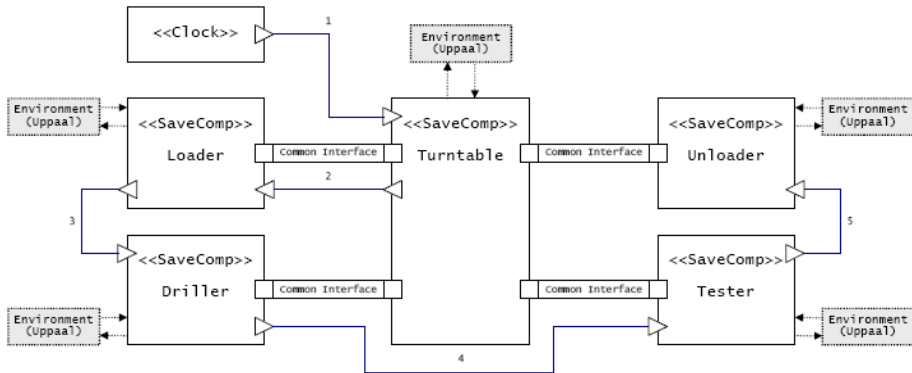 1
<<Clock>>
Environment
(Uppaal)
Environment
(Uppaal)
<<SaveComp>>
Loader
Common Interface
<<SaveComp>>
Turntable
Common Interface
<<SaveComp>>
Unloader
Environment
(Uppaal)
2
3
5
<<SaveComp>>
Driller
Common Interface
Common Interface
<<SaveComp>>
Tester
Environment
(Uppaal)
Environment
(Uppaal)
4